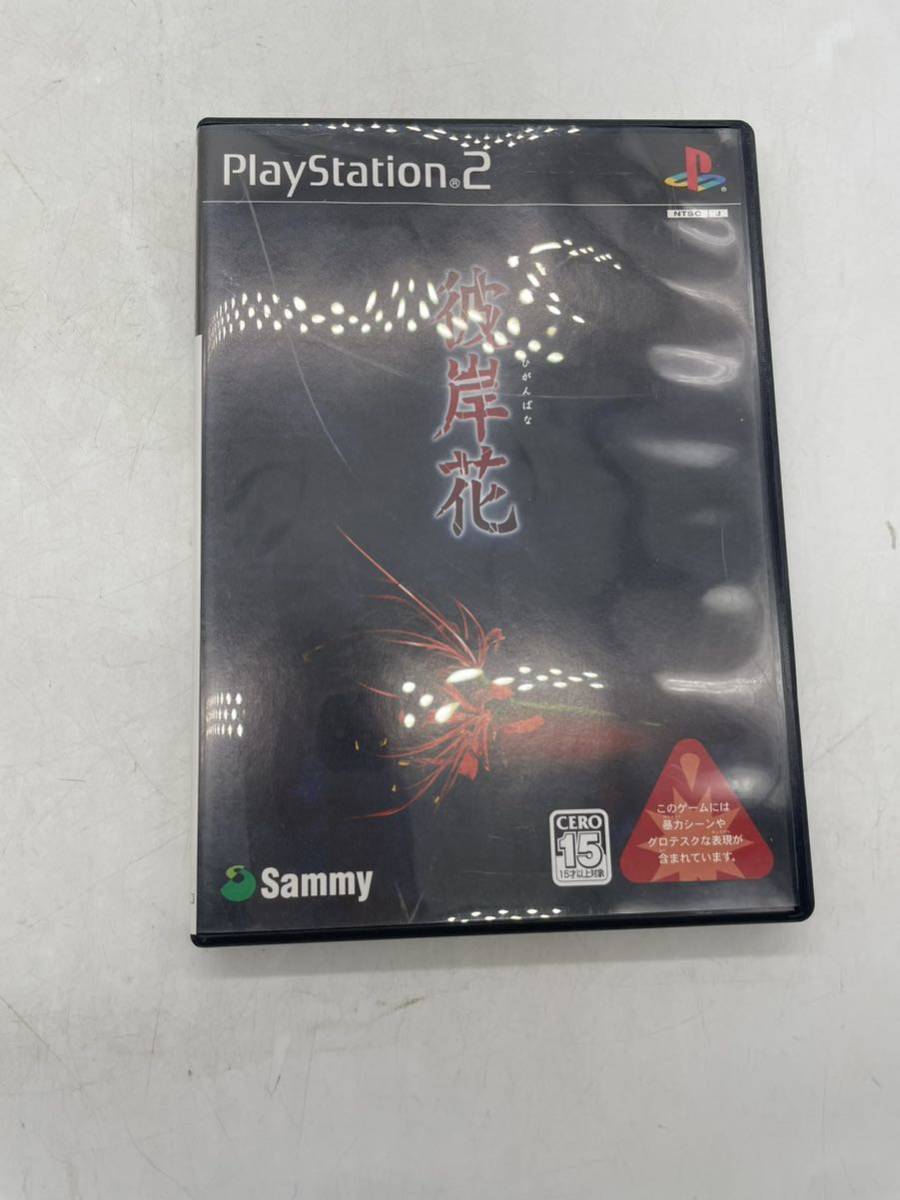 PlayStation®2
NTSC J
彼岸花
ひがんばな
このゲームには
暴力シーンや
グロテスクな表現が
含まれています。
CERO
15
15才以上対象
Sammy